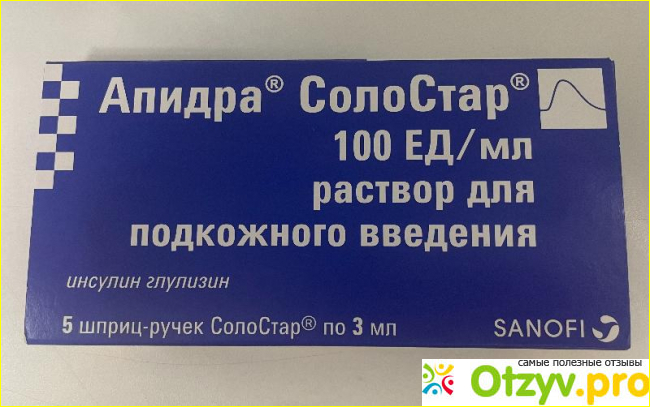 Апидра® СолоСтар®
100 ЕД/мл
раствор для
подкожного введения
инсулин глулизин
5 шприц-ручек СолоСтар® по 3 мл
SANOFI
самые полезные отзывы
Otzyv.pro